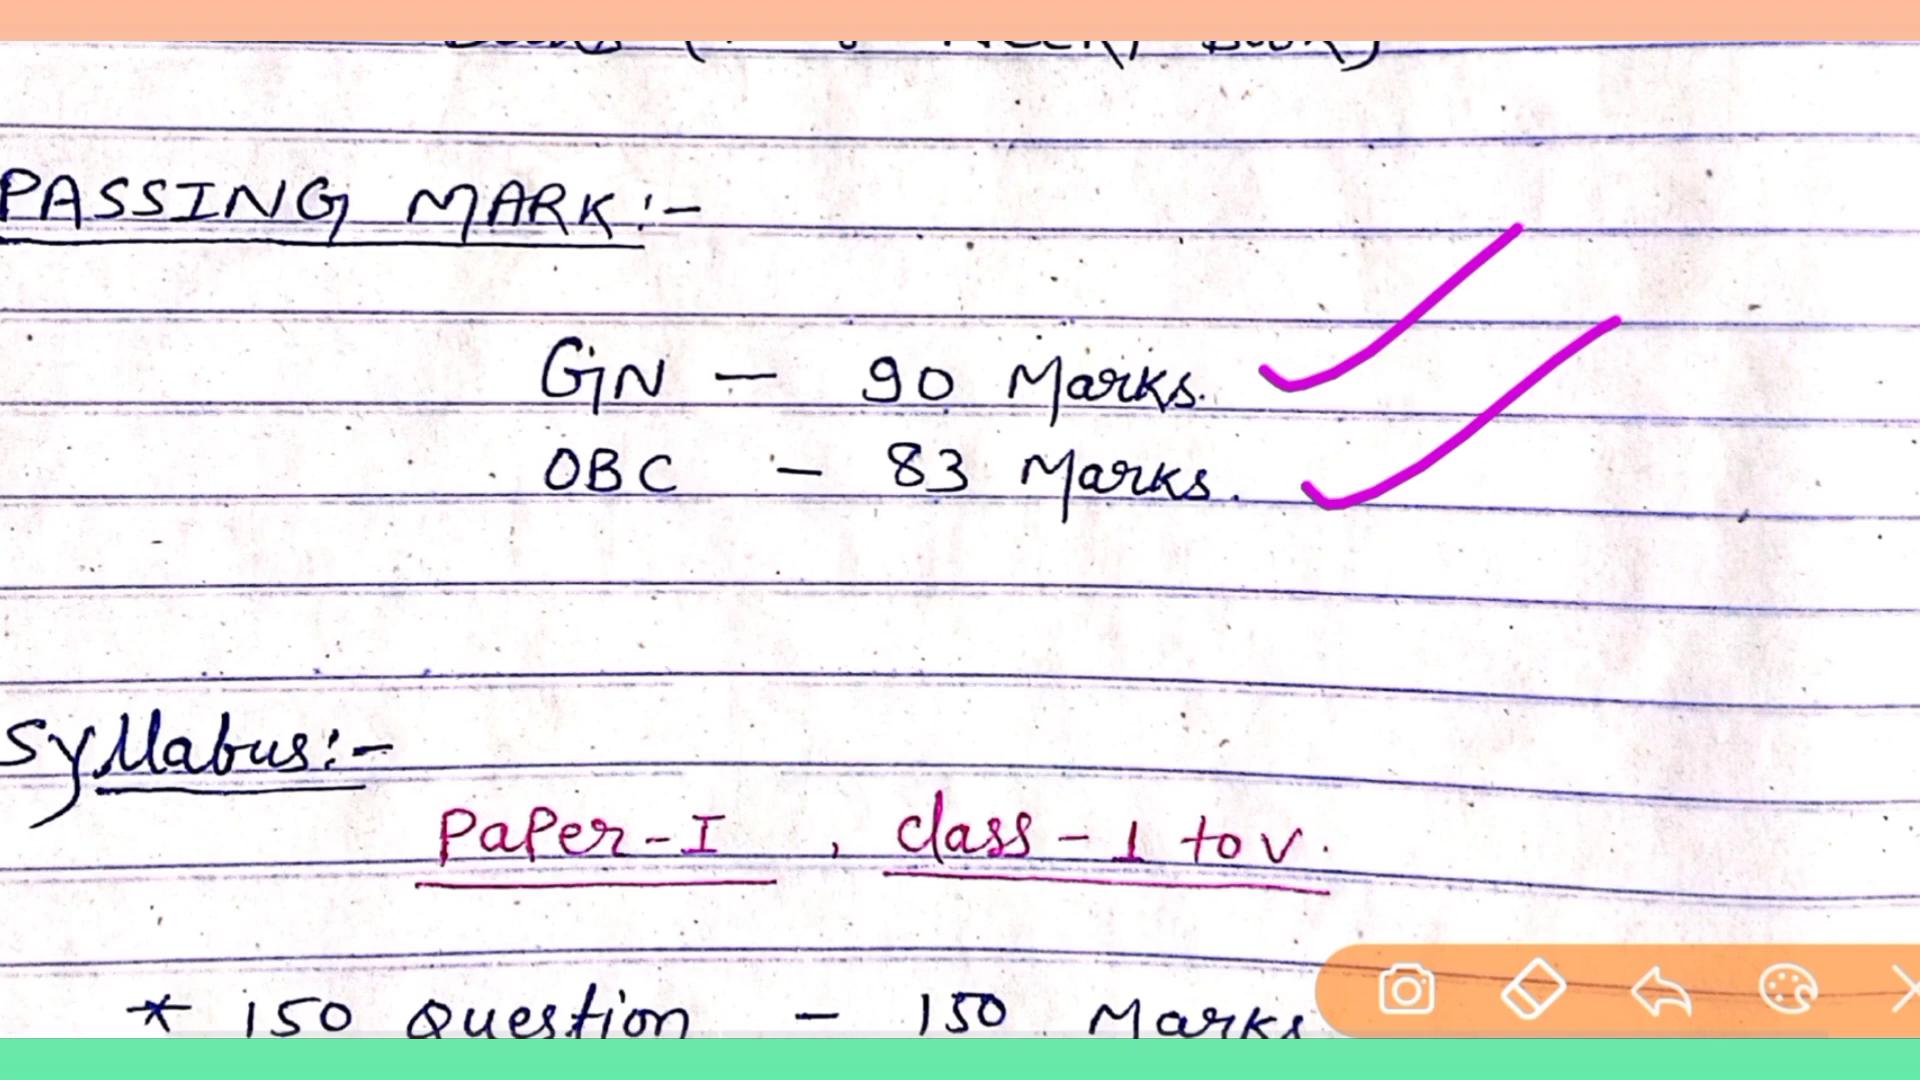 PASSING MARK:-
GN — 90 Marks.
OBC - 83 Marks.
Syllabus:-
Paper-I , class - 1 to V.
* 150 Question - 150 Marks